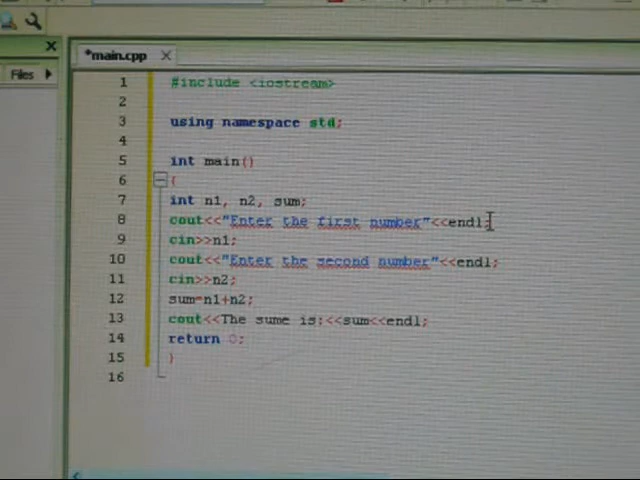 *main.cpp
Files
1 #include <iostream>
2
3 using namespace std;
4
5 int main()
6 {
7 int n1, n2, sum;
8 cout<<"Enter the first number"<<endl;
9 cin>>n1;
10 cout<<"Enter the second number"<<endl;
11 cin>>n2;
12 sum=n1+n2;
13 cout<<The sume is:<<sum<<endl;
14 return 0;
15 }
16